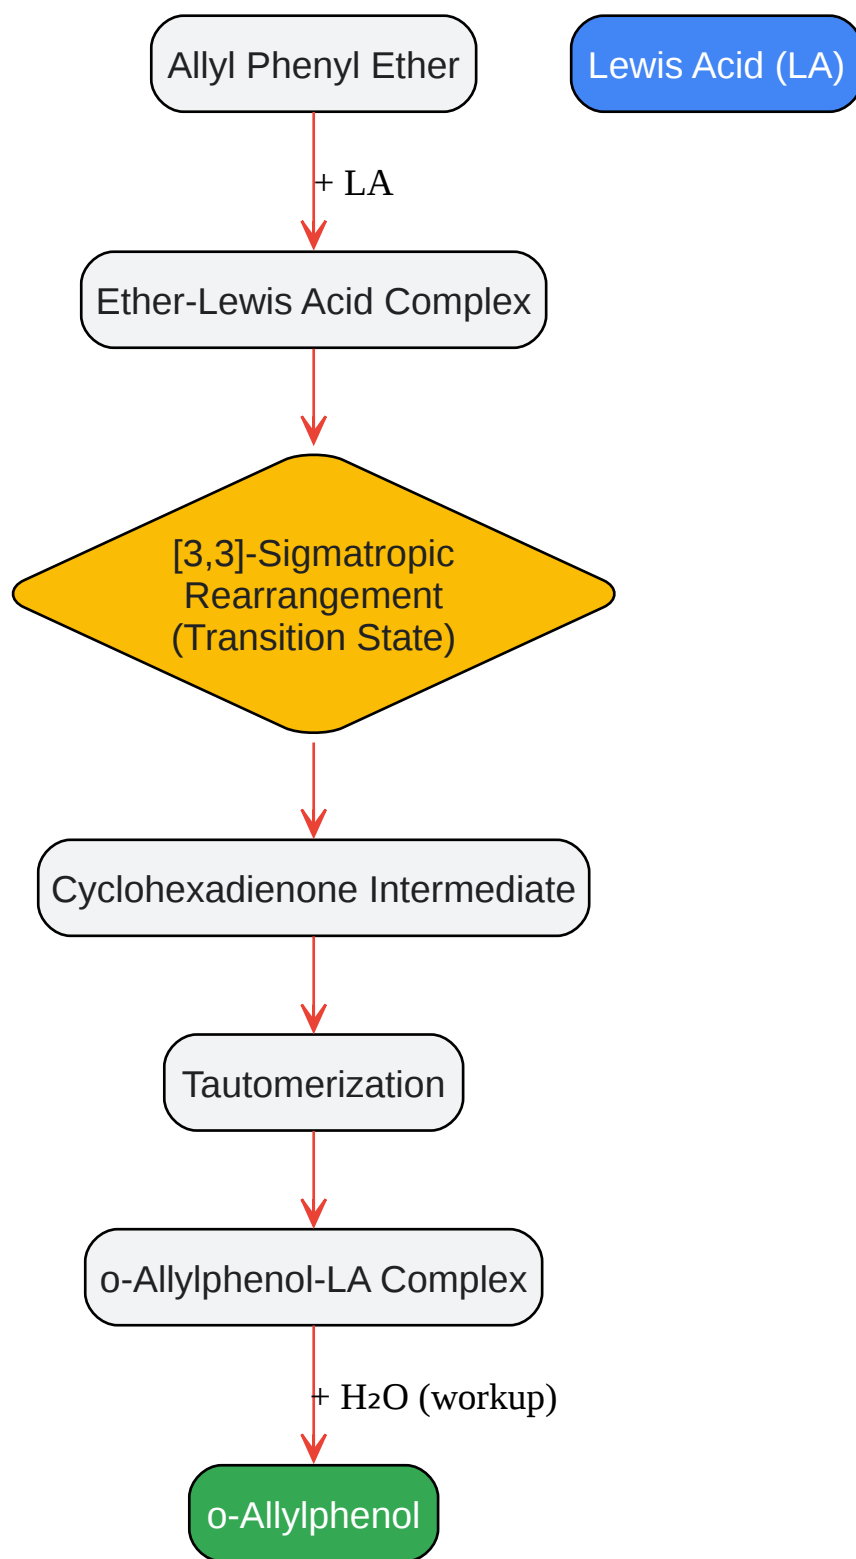 Allyl Phenyl Ether
Lewis Acid (LA)
+ LA
Ether-Lewis Acid Complex
[3,3]-Sigmatropic
Rearrangement
(Transition State)
Cyclohexadienone Intermediate
Tautomerization
o-Allylphenol-LA Complex
+ H₂O (workup)
o-Allylphenol